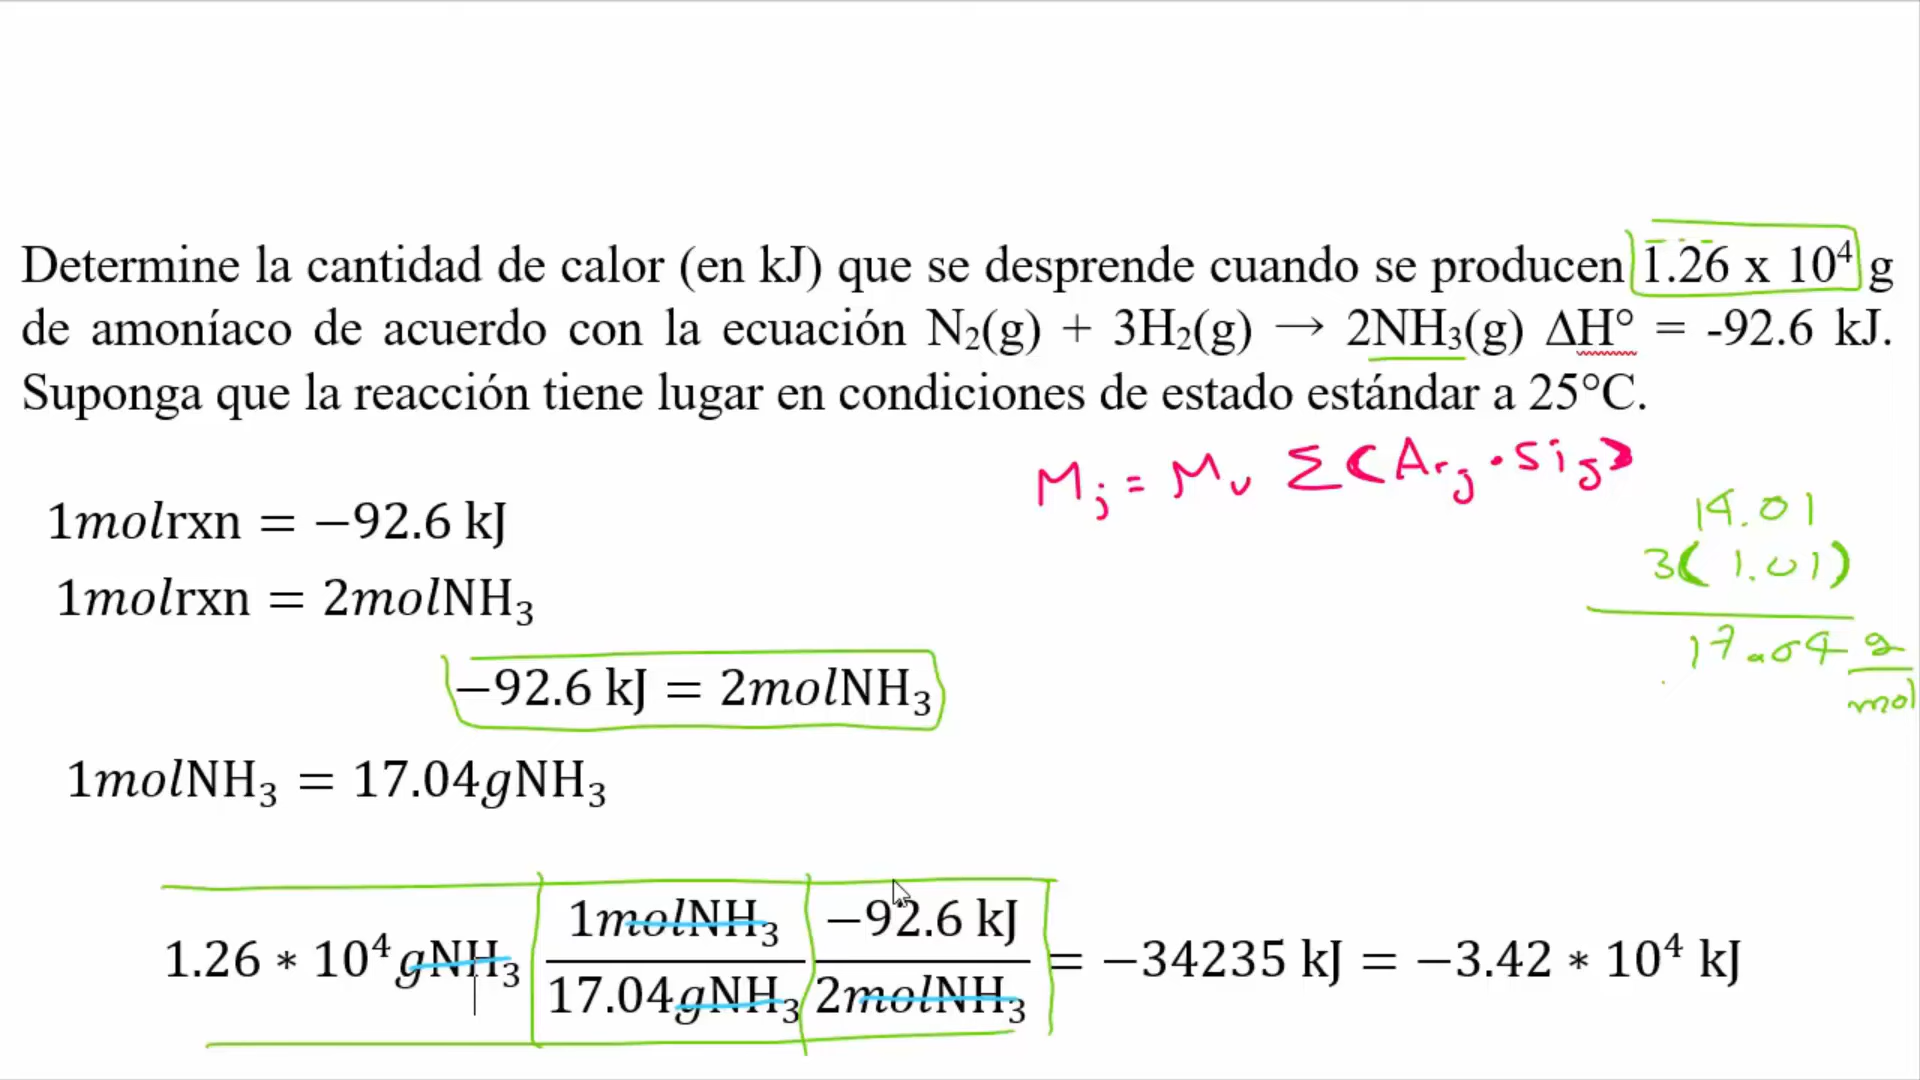 Determine la cantidad de calor (en kJ) que se desprende cuando se producen 1.26 x 10⁴ g
de amoníaco de acuerdo con la ecuación N₂(g) + 3H₂(g) → 2NH₃(g) ΔH° = -92.6 kJ.
Suponga que la reacción tiene lugar en condiciones de estado estándar a 25°C.
Mⱼ = Mᵤ Σ(Arⱼ · Siⱼ)
1molrxn = −92.6 kJ
14.01
3(1.01)
17.04 g/mol
1molrxn = 2molNH₃
−92.6 kJ = 2molNH₃
1molNH₃ = 17.04gNH₃
1.26 * 10⁴gNH₃ 1molNH₃/17.04gNH₃ −92.6 kJ/2molNH₃ = −34235 kJ = −3.42 * 10⁴ kJ